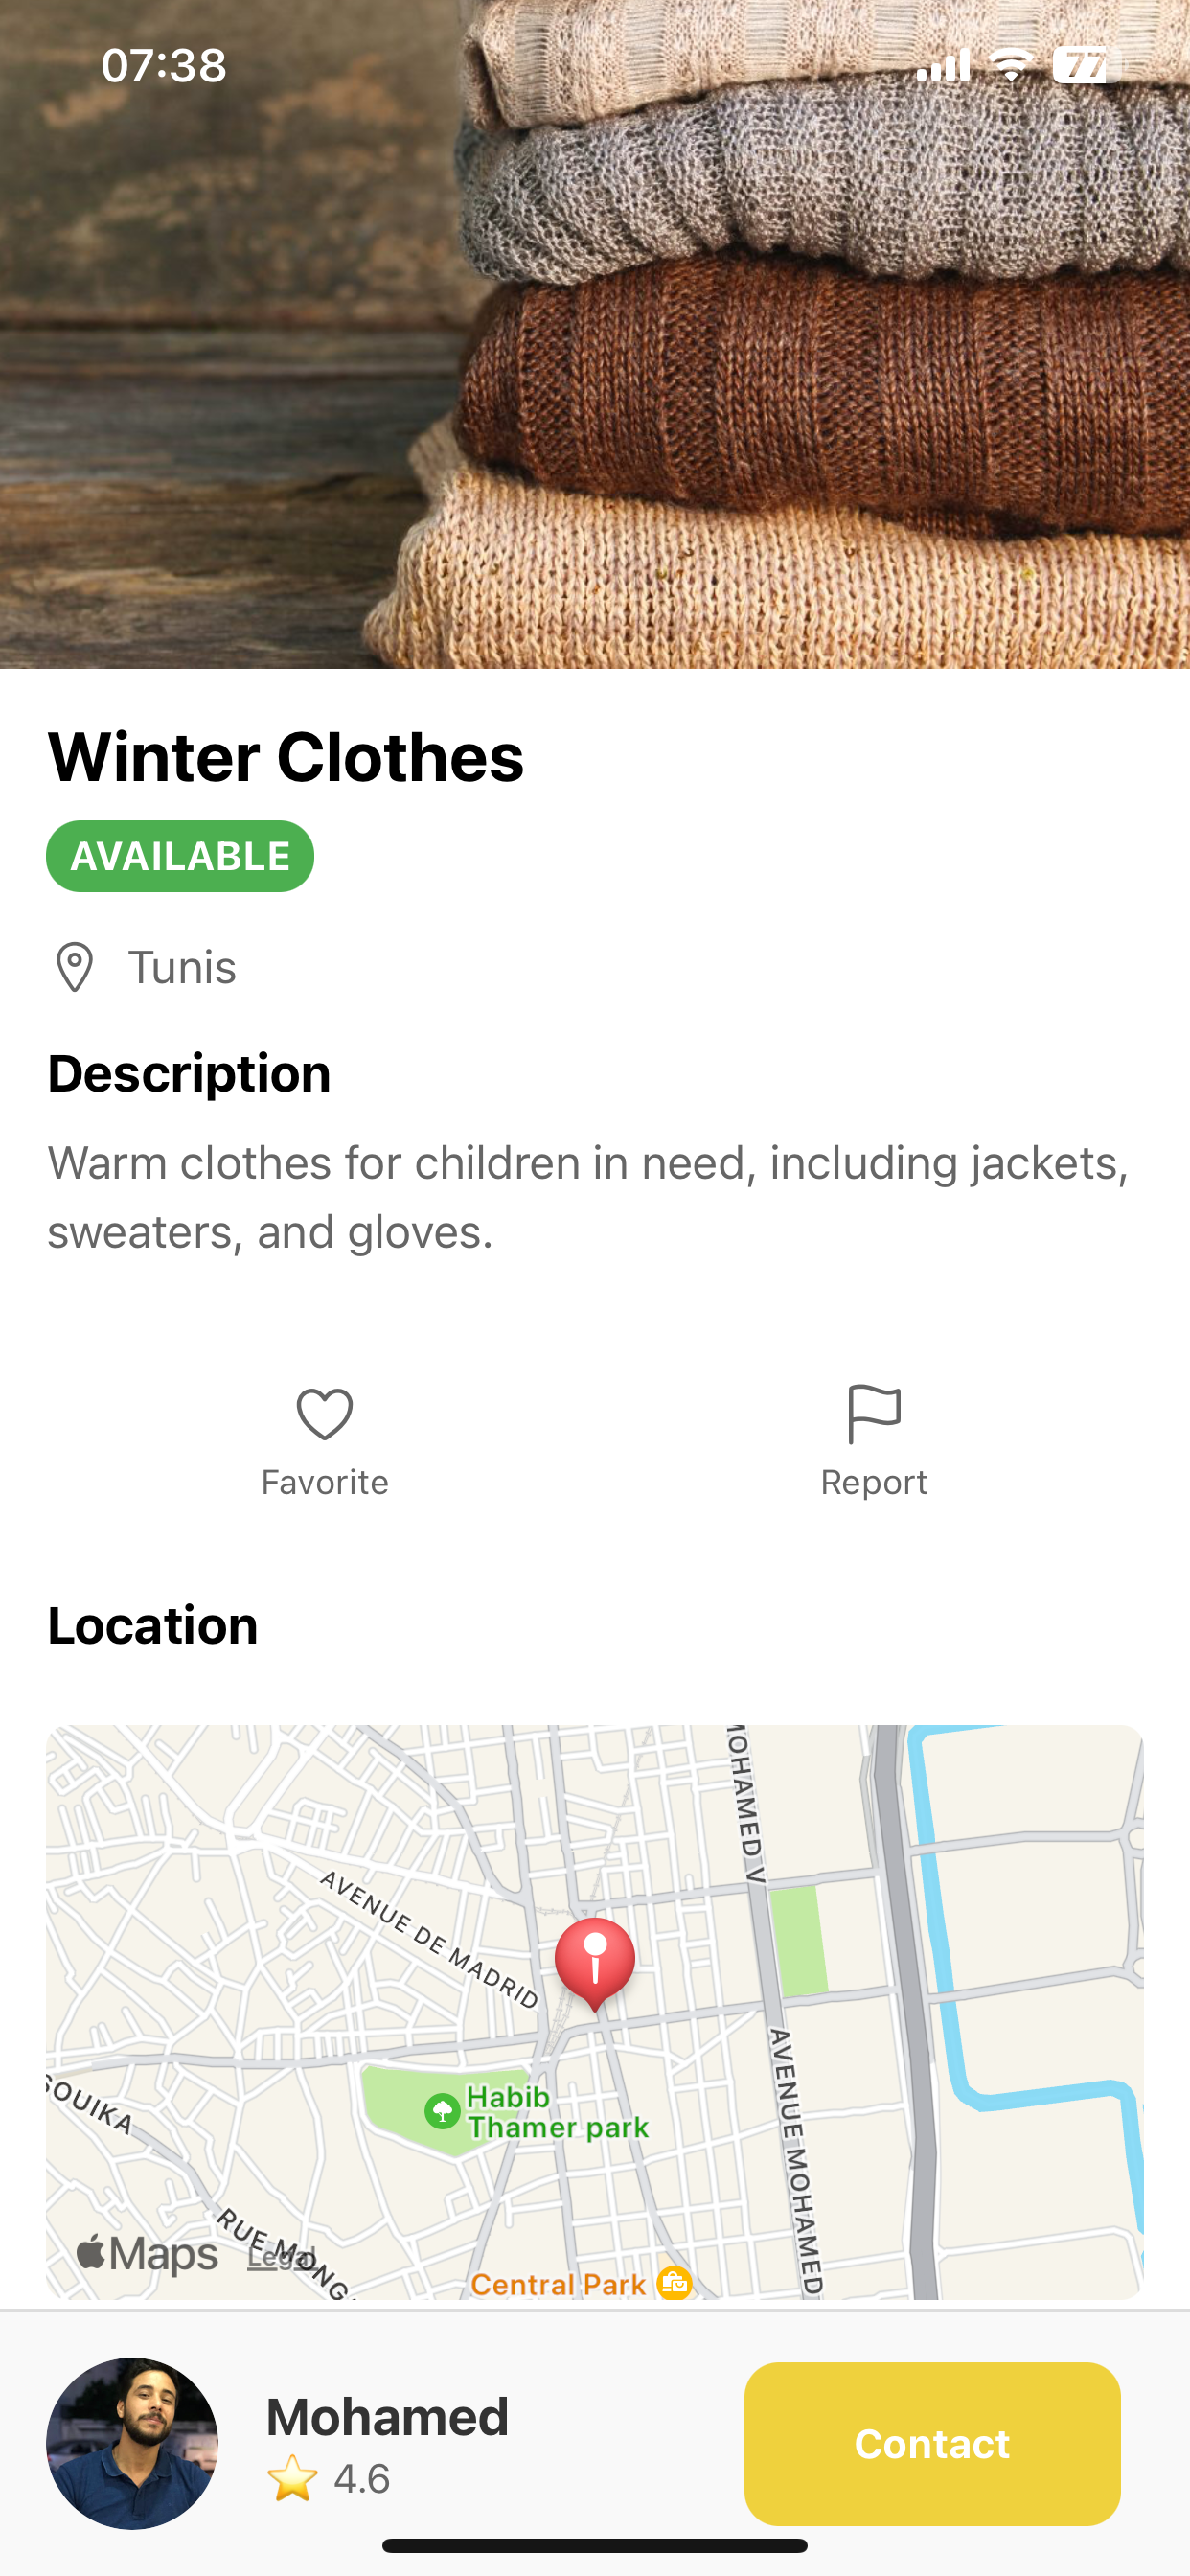 07:38
77
Winter Clothes
AVAILABLE
Tunis
Description
Warm clothes for children in need, including jackets,
sweaters, and gloves.
Favorite
Report
Location
MOHAMED V
AVENUE DE MADRID
SOUIKA
Habib
Thamer park
AVENUE MOHAMED
RUE MONG
Maps
Legal
Central Park
Mohamed
4.6
Contact